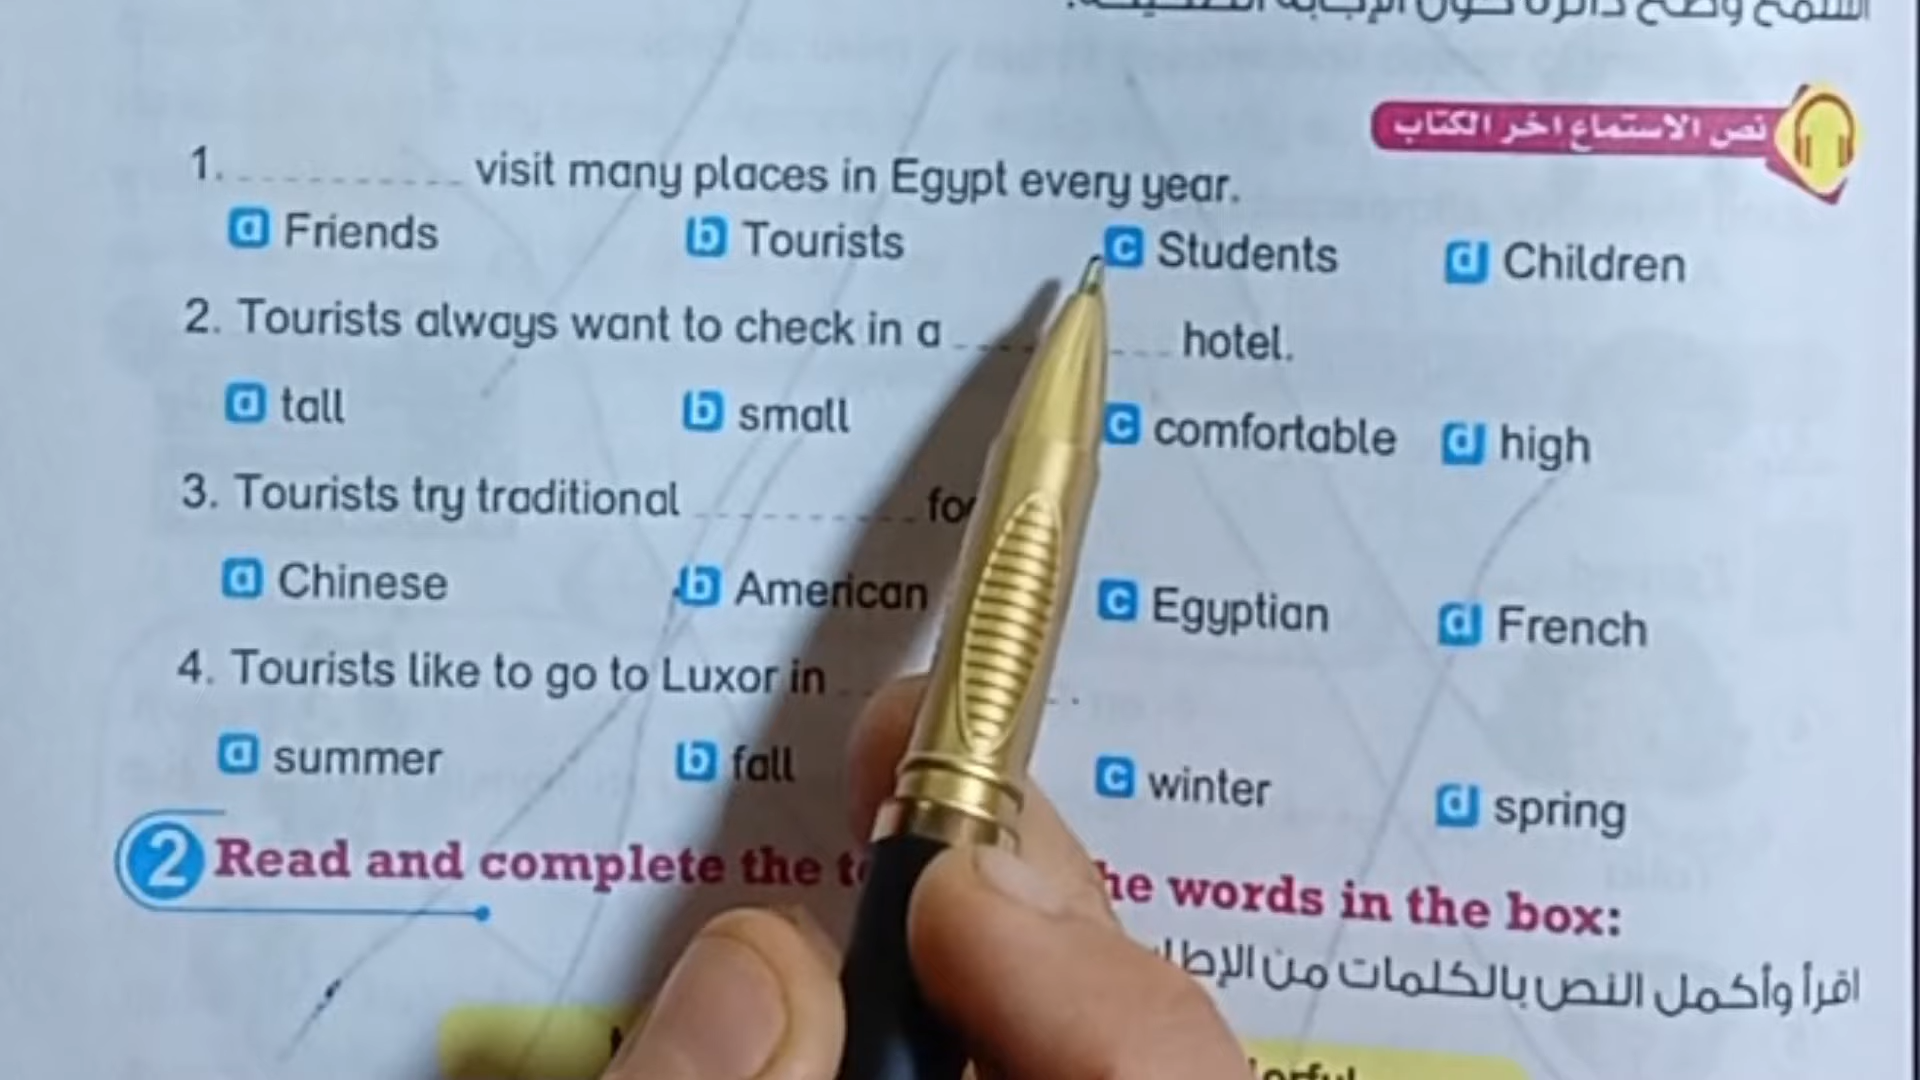 نص الاستماع اخر الكتاب
1. ............ visit many places in Egypt every year.
a Friends b Tourists c Students d Children
2. Tourists always want to check in a ............ hotel.
a tall b small c comfortable d high
3. Tourists try traditional ............
a Chinese b American c Egyptian d French
4. Tourists like to go to Luxor in ............ .
a summer b fall c winter d spring
2 Read and complete the words in the box:
اقرأ وأكمل النص بالكلمات من